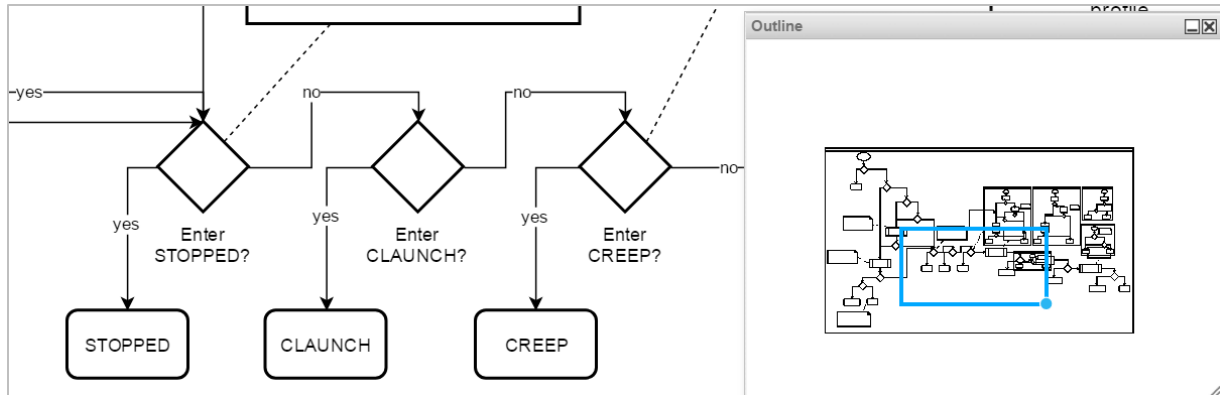 profile
Outline
yes
no
no
no
yes
yes
yes
Enter
STOPPED?
Enter
CLAUNCH?
Enter
CREEP?
STOPPED
CLAUNCH
CREEP